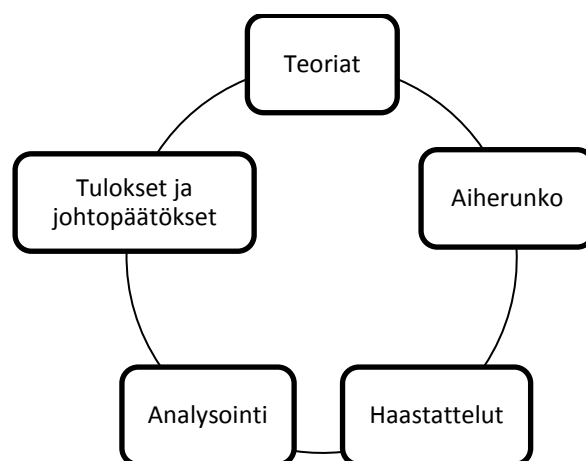 Teoriat
Aiherunko
Haastattelut
Analysointi
Tulokset ja
johtopäätökset